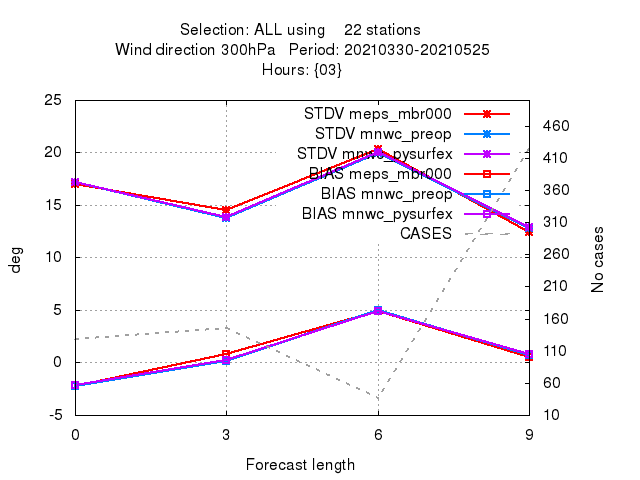 Selection: ALL using    22 stations
Wind direction 300hPa   Period: 20210330-20210525
Hours: {03}
25
20
15
10
5
0
-5
deg
STDV meps_mbr000
STDV mnwc_preop
STDV mnwc_pysurfex
BIAS meps_mbr000
BIAS mnwc_preop
BIAS mnwc_pysurfex
CASES
460
410
360
310
260
210
160
110
60
10
No cases
0 3 6 9
Forecast length